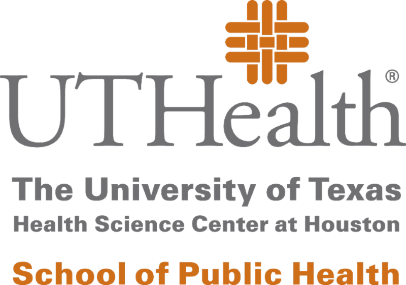 UTHealth®
The University of Texas
Health Science Center at Houston
School of Public Health